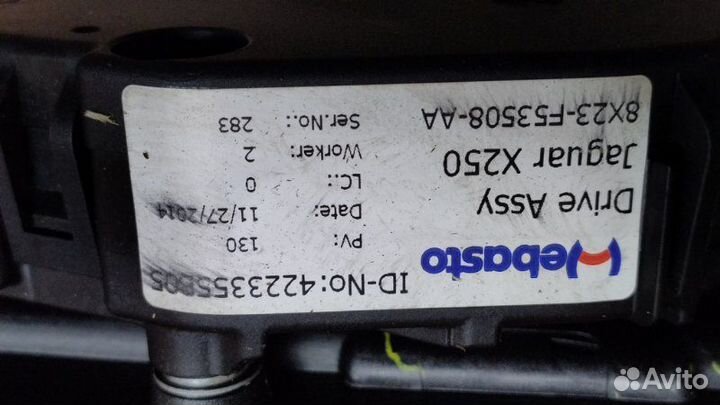 ID-No:4223355B05
Webasto
PV: 130
Drive Assy
Date: 11/27/2014
Jaguar X250
LC.: 0
Worker: 2
8X23-F53508-AA
Ser.No.: 283
Avito